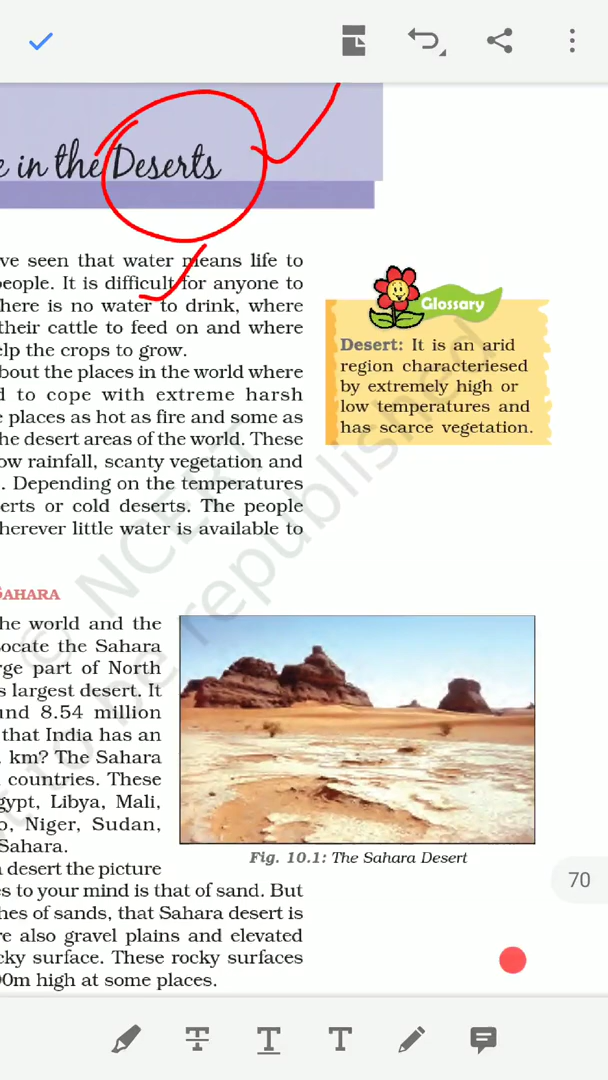 e in the Deserts
ve seen that water means life to
people. It is difficult for anyone to
here is no water to drink, where
their cattle to feed on and where
elp the crops to grow.
bout the places in the world where
d to cope with extreme harsh
e places as hot as fire and some as
he desert areas of the world. These
ow rainfall, scanty vegetation and
. Depending on the temperatures
erts or cold deserts. The people
herever little water is available to
Glossary
Desert: It is an arid
region characteriesed
by extremely high or
low temperatures and
has scarce vegetation.
SAHARA
he world and the
ocate the Sahara
rge part of North
s largest desert. It
und 8.54 million
that India has an
. km? The Sahara
countries. These
gypt, Libya, Mali,
o, Niger, Sudan,
Sahara.
a desert the picture
es to your mind is that of sand. But
hes of sands, that Sahara desert is
re also gravel plains and elevated
cky surface. These rocky surfaces
00m high at some places.
Fig. 10.1: The Sahara Desert
70
© NCERT
t to be republished